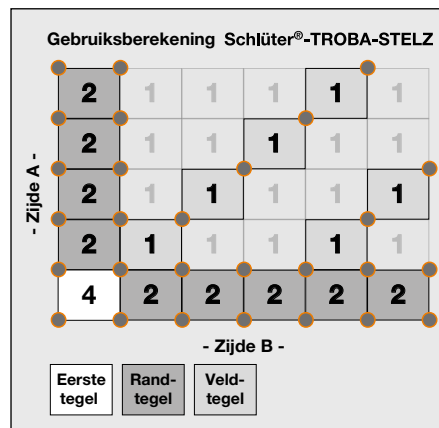 Gebruiksberekening Schlüter®-TROBA-STELZ
- Zijde A -
2 1 1 1 1 1
2 1 1 1 1 1
2 1 1 1 1 1
2 1 1 1 1 1
4 2 2 2 2 2
- Zijde B -
Eerste tegel
Rand-
tegel
Veld-
tegel